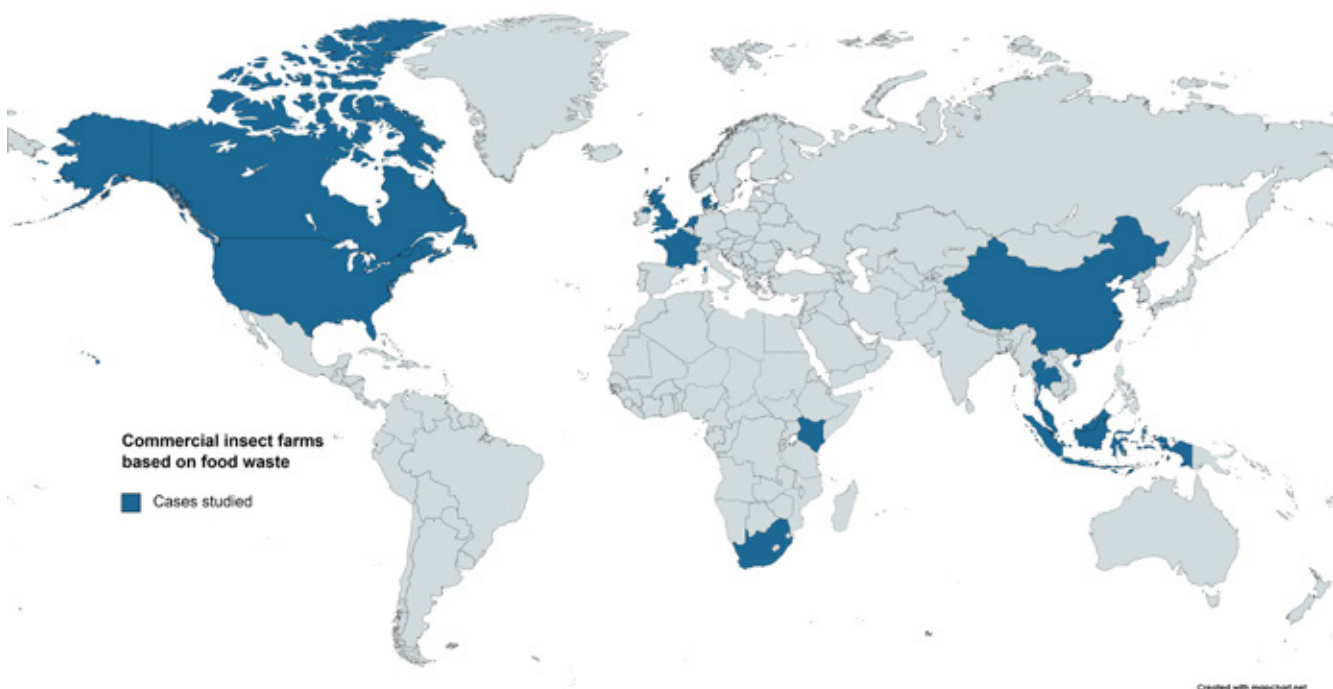 Commercial insect farms
based on food waste
Cases studied
Created with mapchart.net